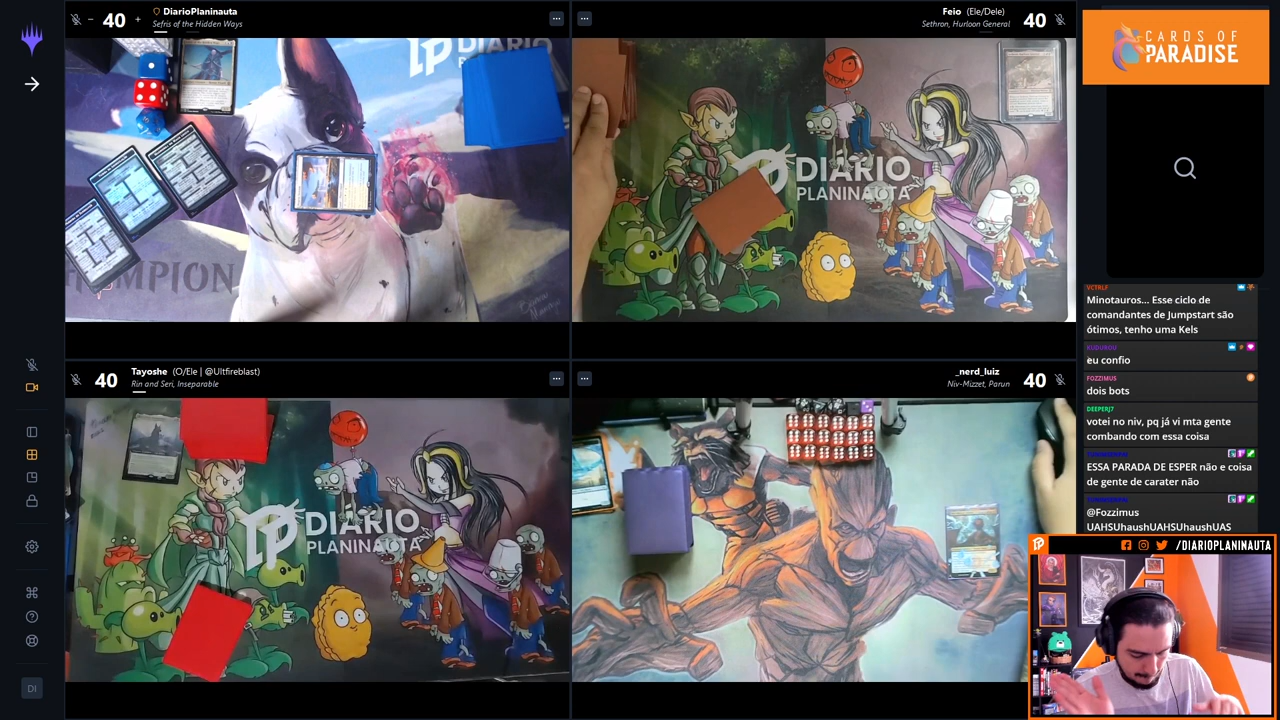 40
DiarioPlaninauta
Sefris of the Hidden Ways
Feio (Ele/Dele)
Sethron, Hurloon General
40
CARDS OF
PARADISE
DIARIO
DIARIO
PLANINAUTA
CHAMPION
VCTRLF
Minotauros... Esse ciclo de
comandantes de Jumpstart são
ótimos, tenho uma Kels
eu confio
FOZZIMUS
dois bots
DEEPERJ7
votei no niv, pq já vi mta gente
combando com essa coisa
ESSA PARADA DE ESPER não e coisa
de gente de carater não
@Fozzimus
UAHSUhaushUAHSUhaushUAS
40
Tayoshe (O/Ele | @Ultfireblast)
Rin and Seri, Inseparable
_nerd_luiz
Niv-Mizzet, Parun
40
DIARIO
PLANINAUTA
/DIARIOPLANINAUTA
DI